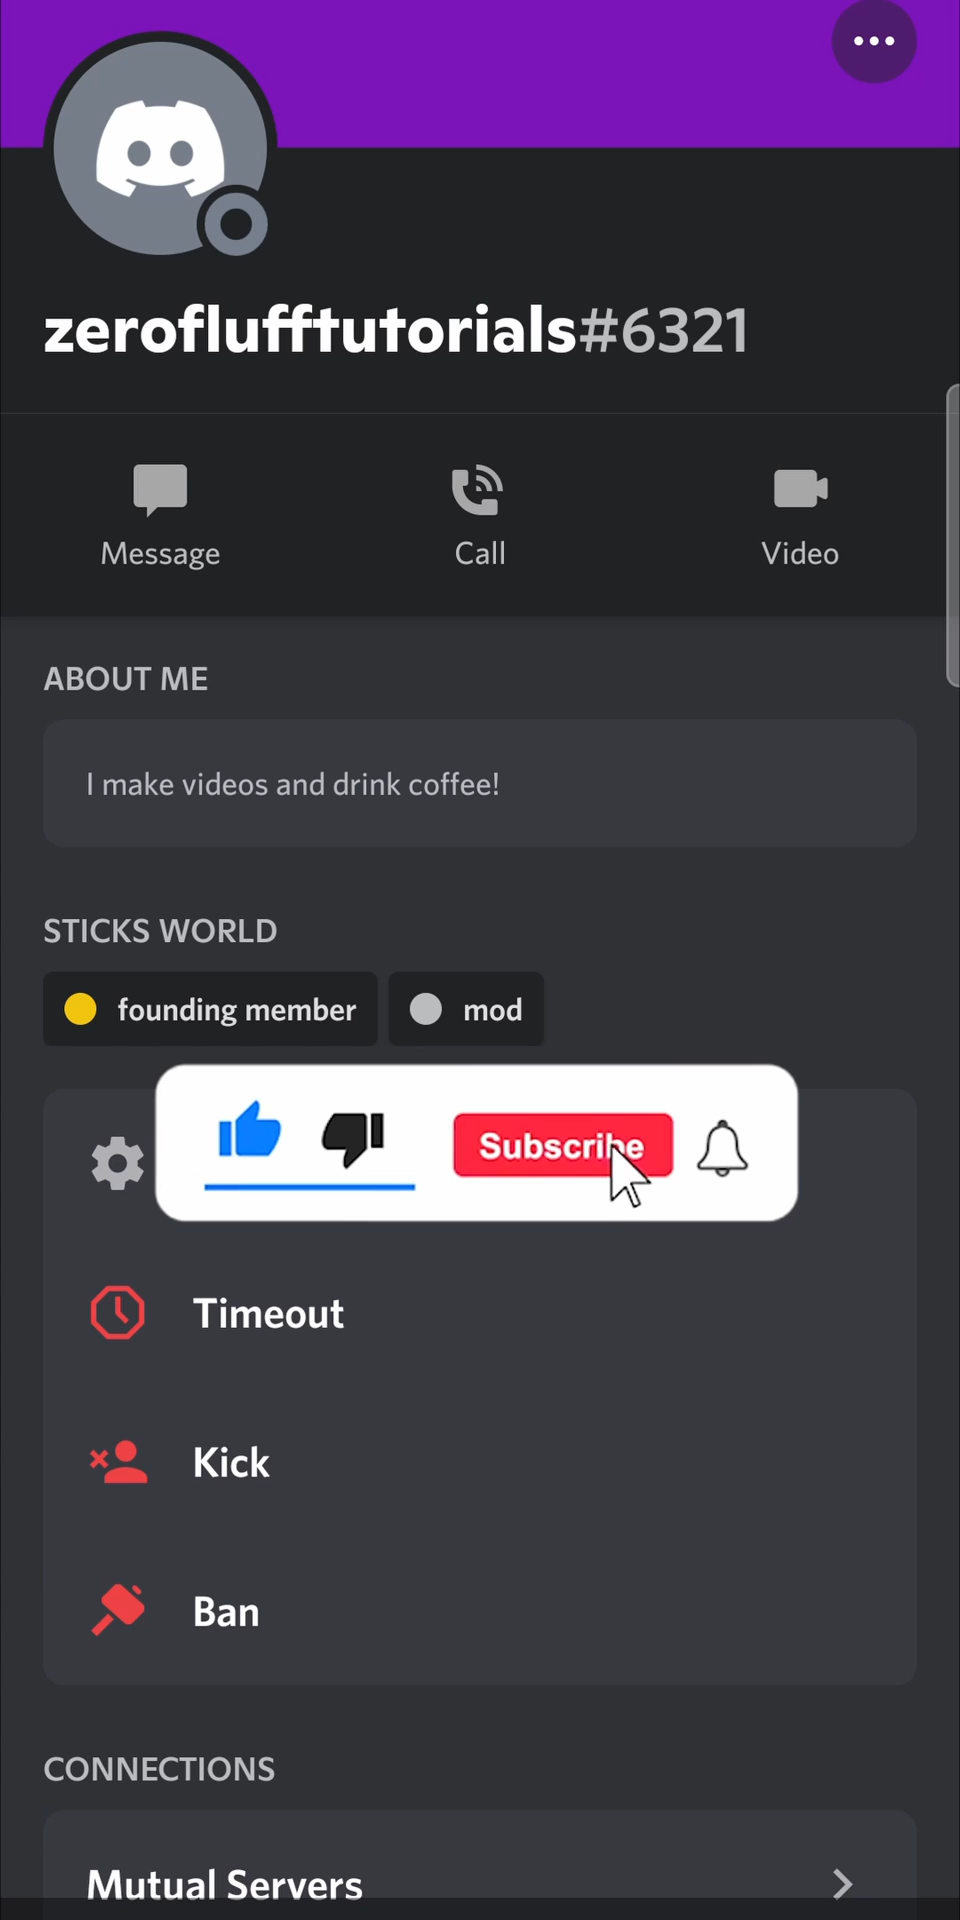 zeroflufftutorials#6321
Message Call Video
ABOUT ME
I make videos and drink coffee!
STICKS WORLD
founding member mod
Subscribe
Timeout
Kick
Ban
CONNECTIONS
Mutual Servers